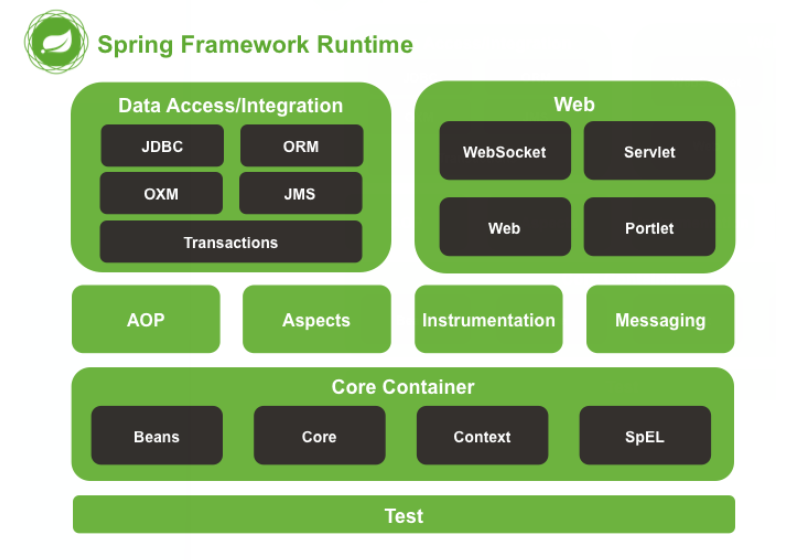 Spring Framework Runtime
Data Access/Integration
JDBC
ORM
OXM
JMS
Transactions
Web
WebSocket
Servlet
Web
Portlet
AOP
Aspects
Instrumentation
Messaging
Core Container
Beans
Core
Context
SpEL
Test